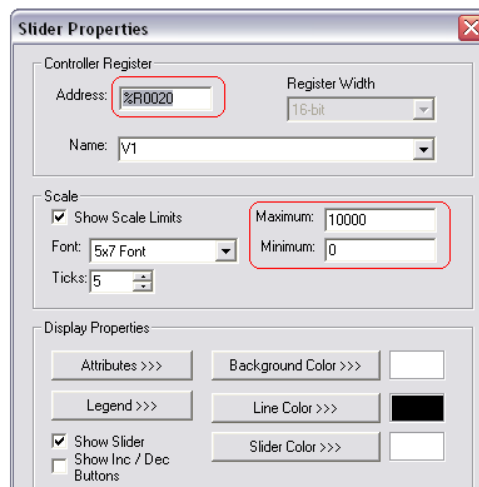 Slider Properties
Controller Register
Address: %R0020
Register Width
16-bit
Name: V1
Scale
Show Scale Limits
Maximum: 10000
Font: 5x7 Font
Minimum: 0
Ticks: 5
Display Properties
Attributes >>>
Background Color >>>
Legend >>>
Line Color >>>
Show Slider
Slider Color >>>
Show Inc / Dec
Buttons